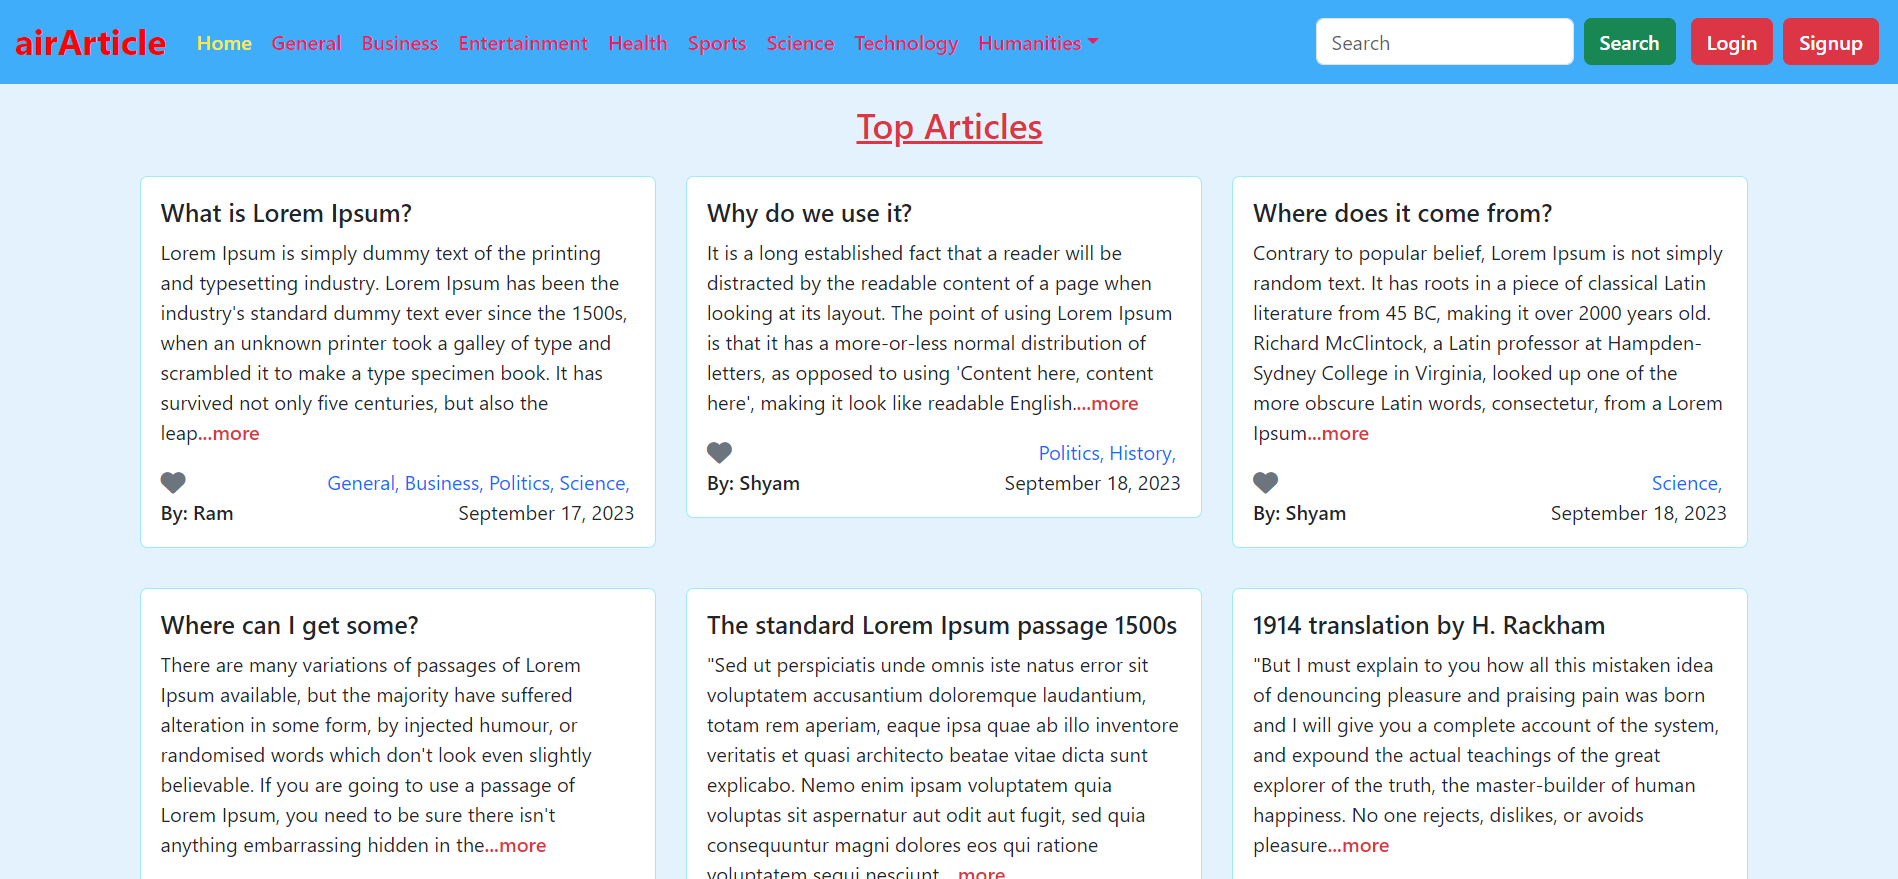 airArticle Home General Business Entertainment Health Sports Science Technology Humanities Search Search Login Signup
Top Articles
What is Lorem Ipsum?
Lorem Ipsum is simply dummy text of the printing
and typesetting industry. Lorem Ipsum has been the
industry's standard dummy text ever since the 1500s,
when an unknown printer took a galley of type and
scrambled it to make a type specimen book. It has
survived not only five centuries, but also the
leap...more
General, Business, Politics, Science,
By: Ram September 17, 2023
Why do we use it?
It is a long established fact that a reader will be
distracted by the readable content of a page when
looking at its layout. The point of using Lorem Ipsum
is that it has a more-or-less normal distribution of
letters, as opposed to using 'Content here, content
here', making it look like readable English....more
Politics, History,
By: Shyam September 18, 2023
Where does it come from?
Contrary to popular belief, Lorem Ipsum is not simply
random text. It has roots in a piece of classical Latin
literature from 45 BC, making it over 2000 years old.
Richard McClintock, a Latin professor at Hampden-
Sydney College in Virginia, looked up one of the
more obscure Latin words, consectetur, from a Lorem
Ipsum...more
Science,
By: Shyam September 18, 2023
Where can I get some?
There are many variations of passages of Lorem
Ipsum available, but the majority have suffered
alteration in some form, by injected humour, or
randomised words which don't look even slightly
believable. If you are going to use a passage of
Lorem Ipsum, you need to be sure there isn't
anything embarrassing hidden in the...more
The standard Lorem Ipsum passage 1500s
"Sed ut perspiciatis unde omnis iste natus error sit
voluptatem accusantium doloremque laudantium,
totam rem aperiam, eaque ipsa quae ab illo inventore
veritatis et quasi architecto beatae vitae dicta sunt
explicabo. Nemo enim ipsam voluptatem quia
voluptas sit aspernatur aut odit aut fugit, sed quia
consequuntur magni dolores eos qui ratione
voluptatem sequi nesciunt....more
1914 translation by H. Rackham
"But I must explain to you how all this mistaken idea
of denouncing pleasure and praising pain was born
and I will give you a complete account of the system,
and expound the actual teachings of the great
explorer of the truth, the master-builder of human
happiness. No one rejects, dislikes, or avoids
pleasure...more